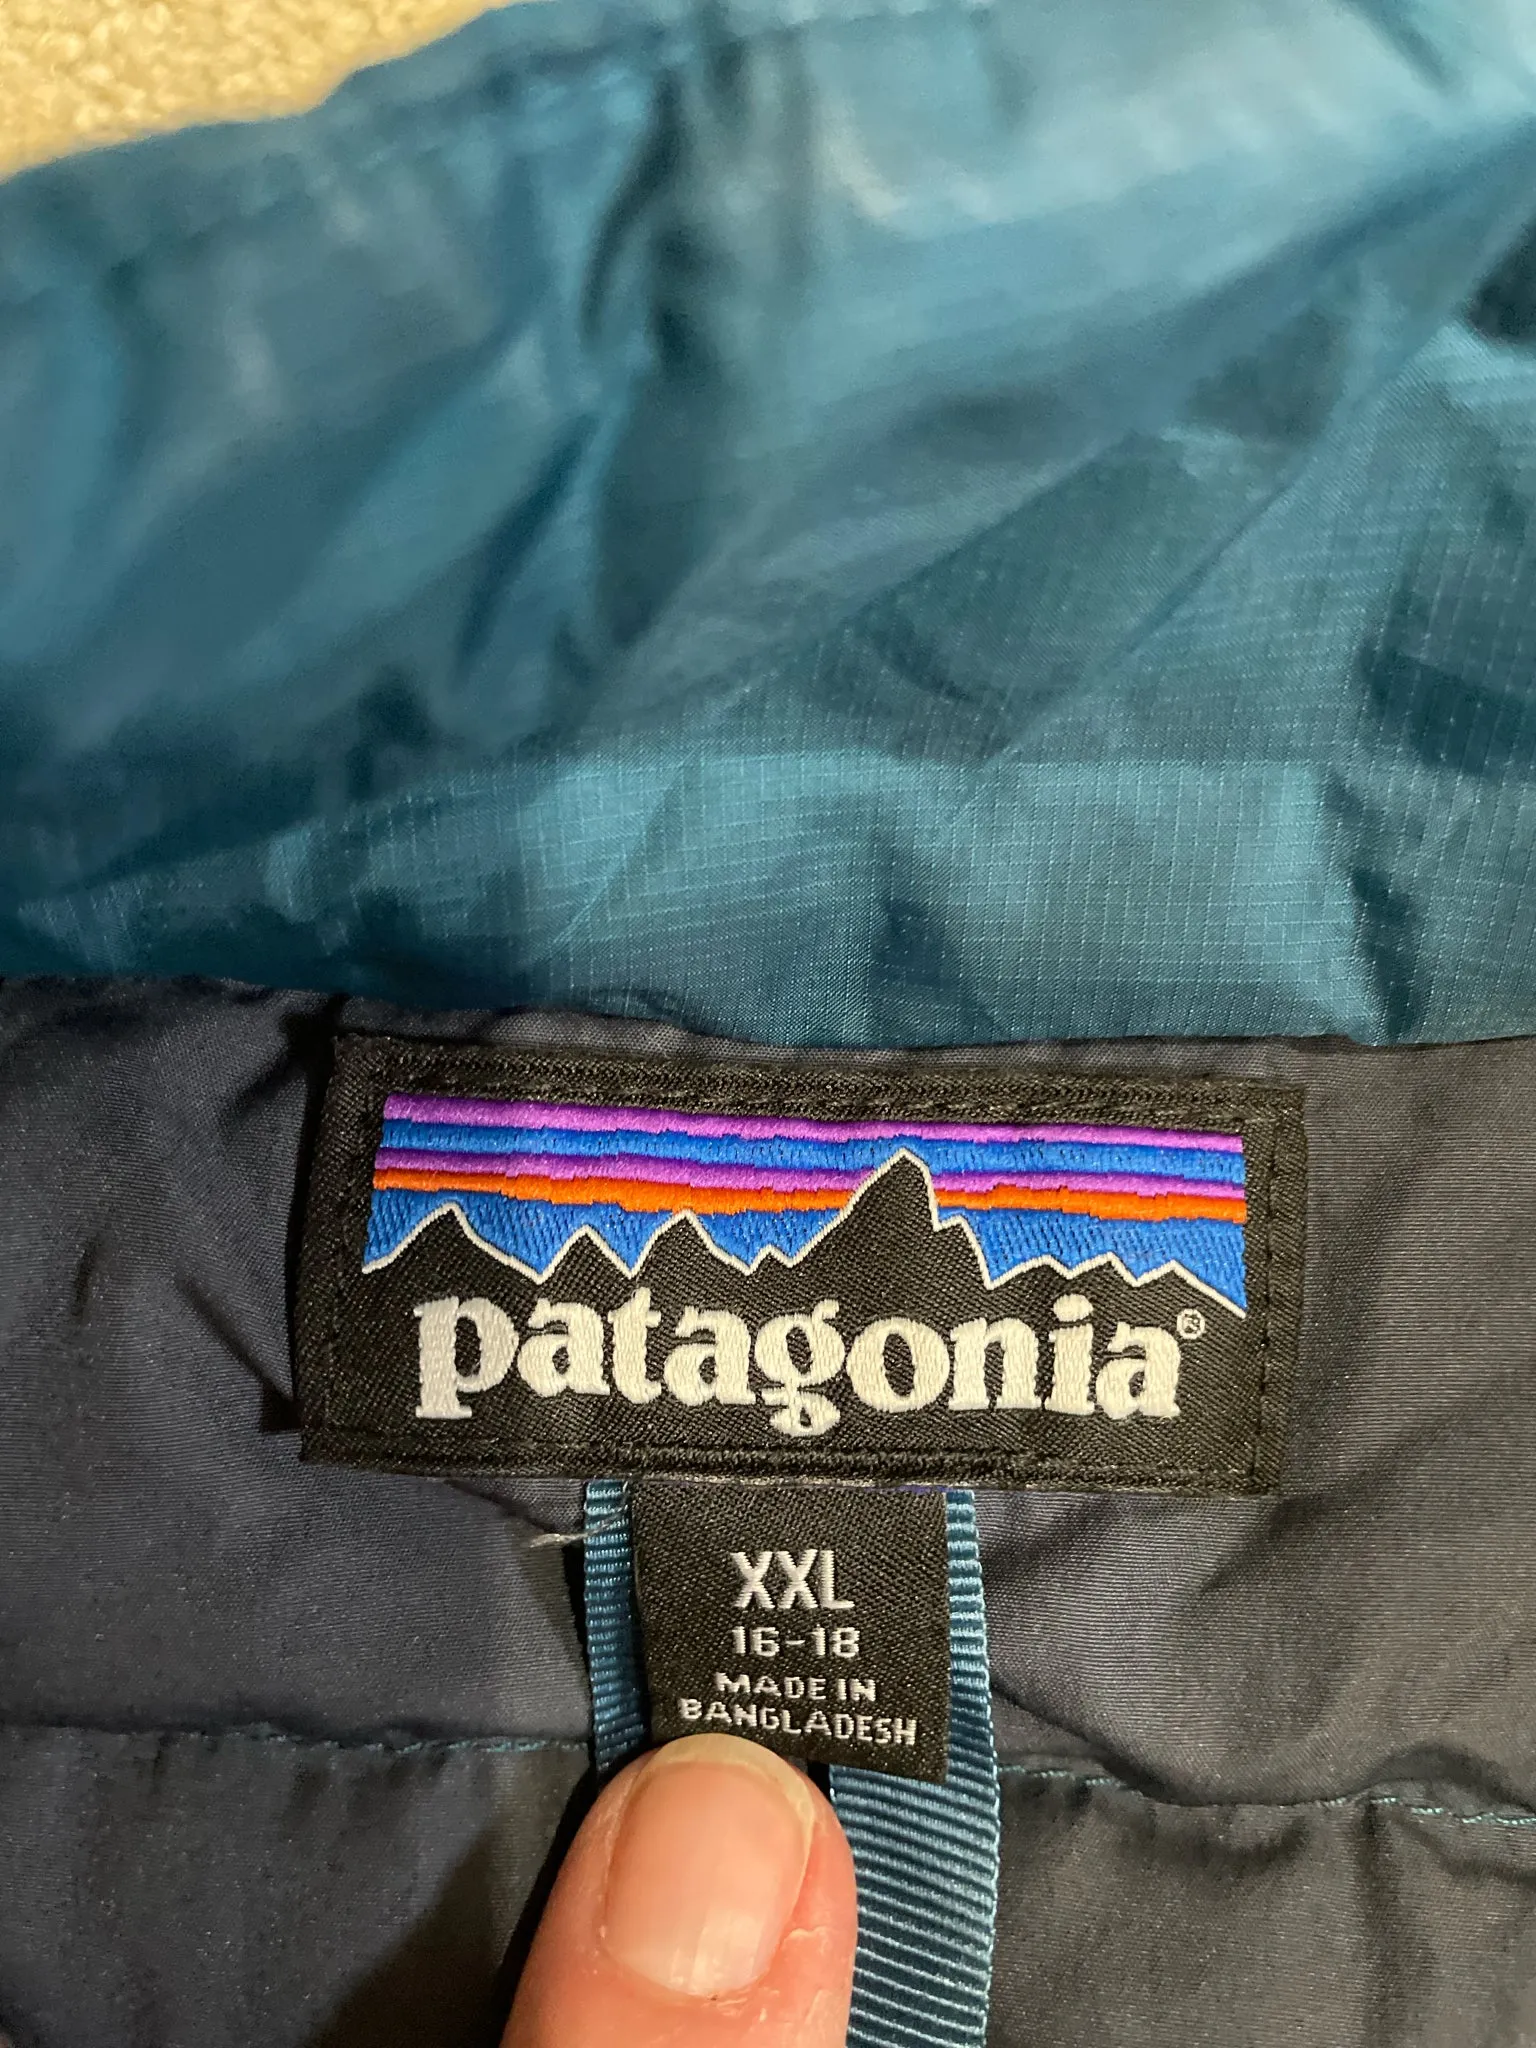 patagonia®
XXL
16-18
MADE IN
BANGLADESH